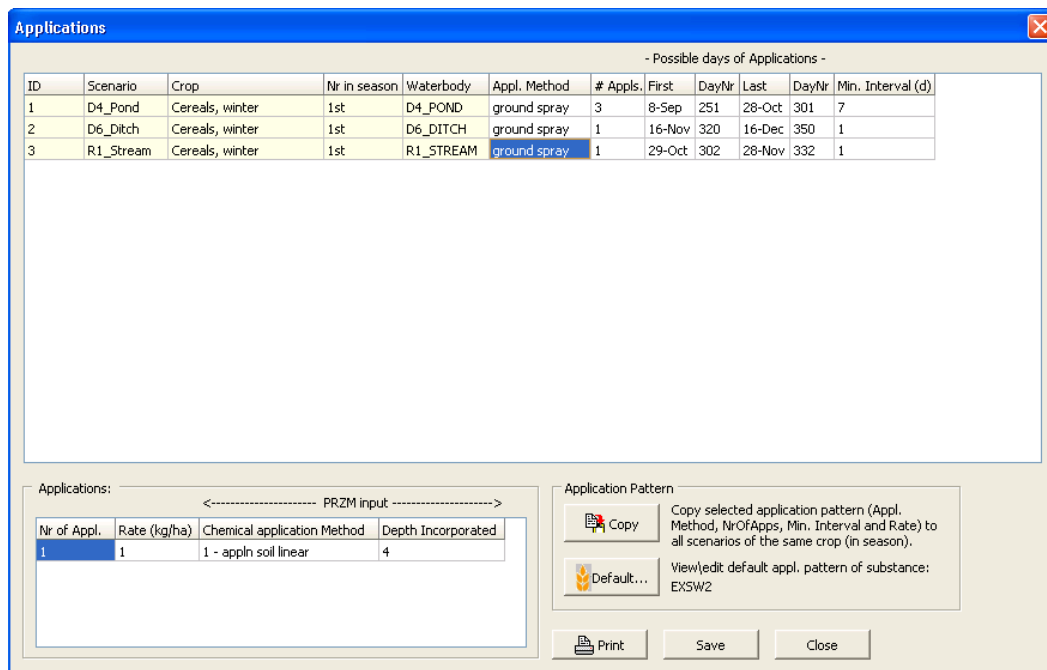 Applications
- Possible days of Applications -
ID Scenario Crop Nr in season Waterbody Appl. Method # Appls. First DayNr Last DayNr Min. Interval (d)
1 D4_Pond Cereals, winter 1st D4_POND ground spray 3 8-Sep 251 28-Oct 301 7
2 D6_Ditch Cereals, winter 1st D6_DITCH ground spray 1 16-Nov 320 16-Dec 350 1
3 R1_Stream Cereals, winter 1st R1_STREAM ground spray 1 29-Oct 302 28-Nov 332 1
Applications:
<---------------------- PRZM input ---------------------->
Nr of Appl. Rate (kg/ha) Chemical application Method Depth Incorporated
1 1 1 - appln soil linear 4
Application Pattern
Copy
Copy selected application pattern (Appl.
Method, NrOfApps, Min. Interval and Rate) to
all scenarios of the same crop (in season).
Default...
View\edit default appl. pattern of substance:
EXSW2
Print Save Close